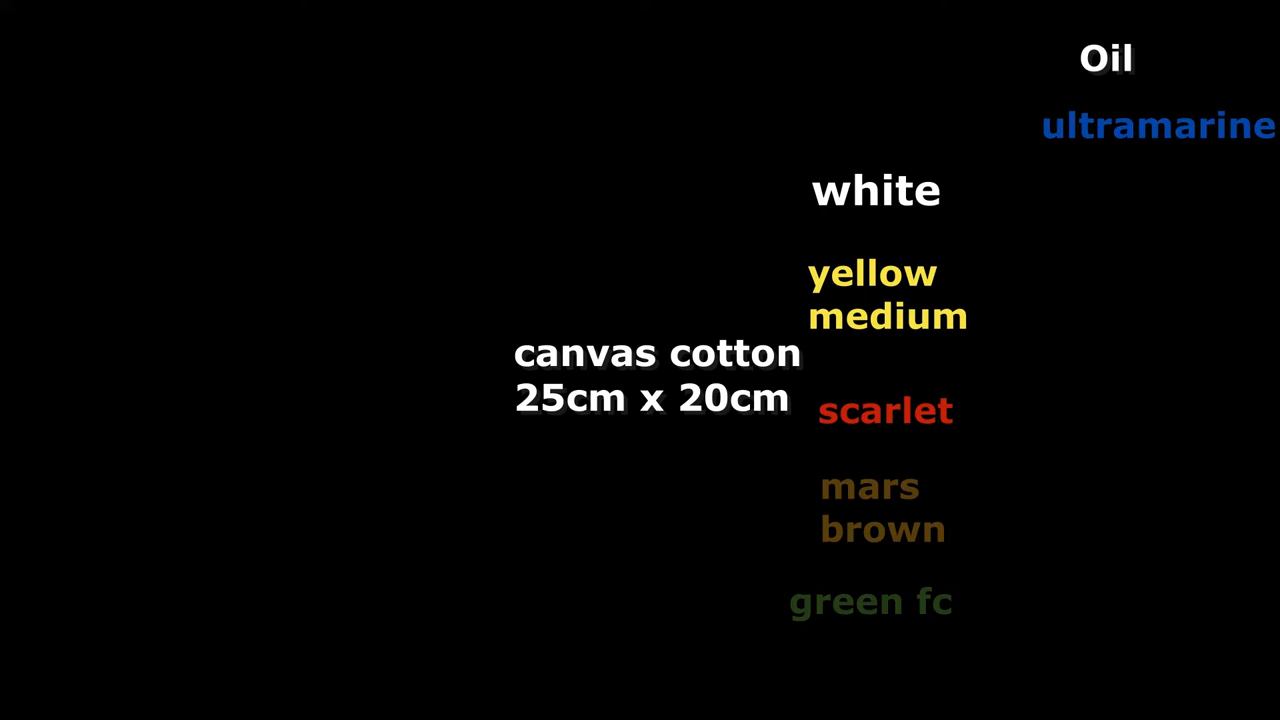 Oil
ultramarine
white
yellow
medium
canvas cotton
25cm x 20cm
scarlet
mars
brown
green fc